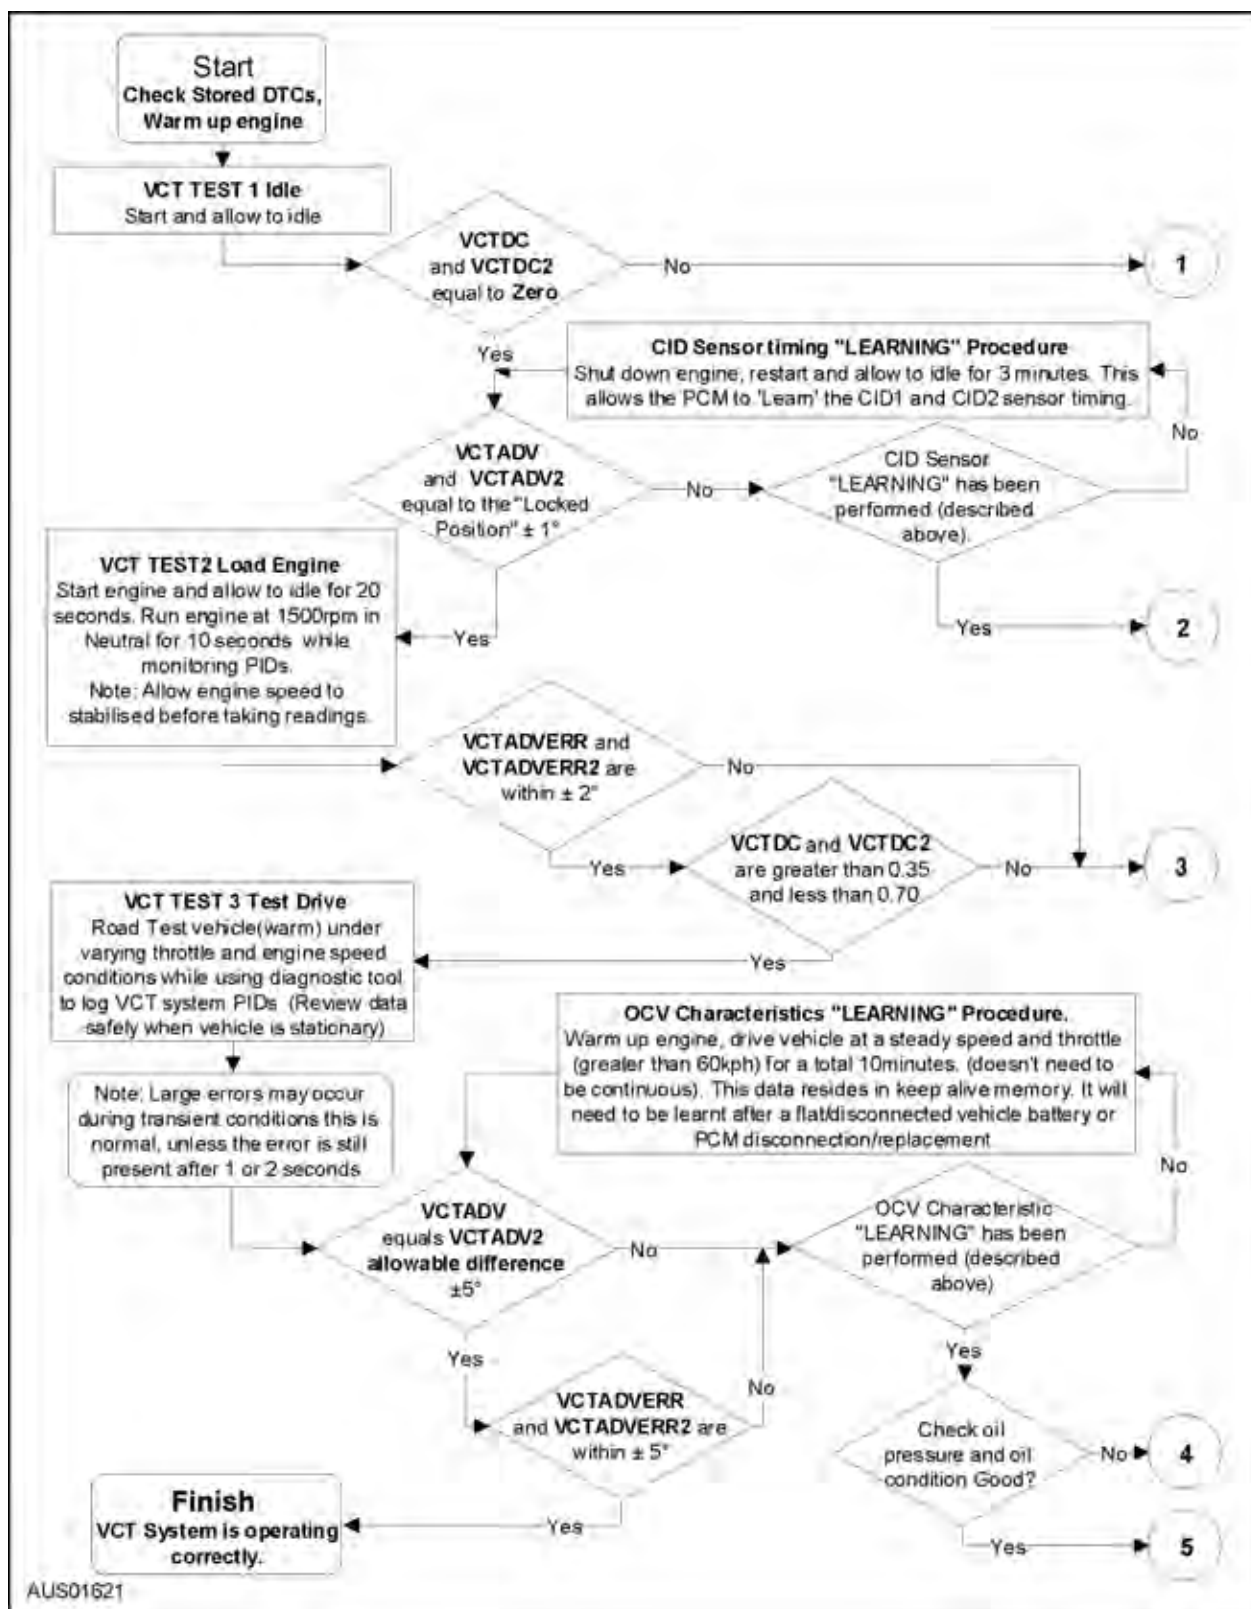 Start
Check Stored DTCs,
Warm up engine
VCT TEST 1 Idle
Start and allow to idle
VCTDC
and VCTDC2
equal to Zero
No
1
Yes
CID Sensor timing "LEARNING" Procedure
Shut down engine, restart and allow to idle for 3 minutes. This
allows the PCM to 'Learn' the CID1 and CID2 sensor timing.
No
VCTADV
and VCTADV2
equal to the "Locked
Position" ± 1°
No
CID Sensor
"LEARNING" has been
performed (described
above).
Yes
2
Yes
VCT TEST2 Load Engine
Start engine and allow to idle for 20
seconds. Run engine at 1500rpm in
Neutral for 10 seconds while
monitoring PIDs.
Note: Allow engine speed to
stabilised before taking readings.
VCTADVERR and
VCTADVERR2 are
within ± 2°
No
Yes
VCTDC and VCTDC2
are greater than 0.35
and less than 0.70
No
3
Yes
VCT TEST 3 Test Drive
Road Test vehicle(warm) under
varying throttle and engine speed
conditions while using diagnostic tool
to log VCT system PIDs (Review data
safely when vehicle is stationary)
Note: Large errors may occur
during transient conditions this is
normal, unless the error is still
present after 1 or 2 seconds
OCV Characteristics "LEARNING" Procedure.
Warm up engine, drive vehicle at a steady speed and throttle
(greater than 60kph) for a total 10minutes. (doesn't need to
be continuous). This data resides in keep alive memory. It will
need to be learnt after a flat/disconnected vehicle battery or
PCM disconnection/replacement
No
VCTADV
equals VCTADV2
allowable difference
±5°
No
OCV Characteristic
"LEARNING" has been
performed (described
above)
Yes
Yes
VCTADVERR
and VCTADVERR2 are
within ± 5°
No
Check oil
pressure and oil
condition Good?
No
4
Yes
5
Yes
Finish
VCT System is operating
correctly.
AUS01621